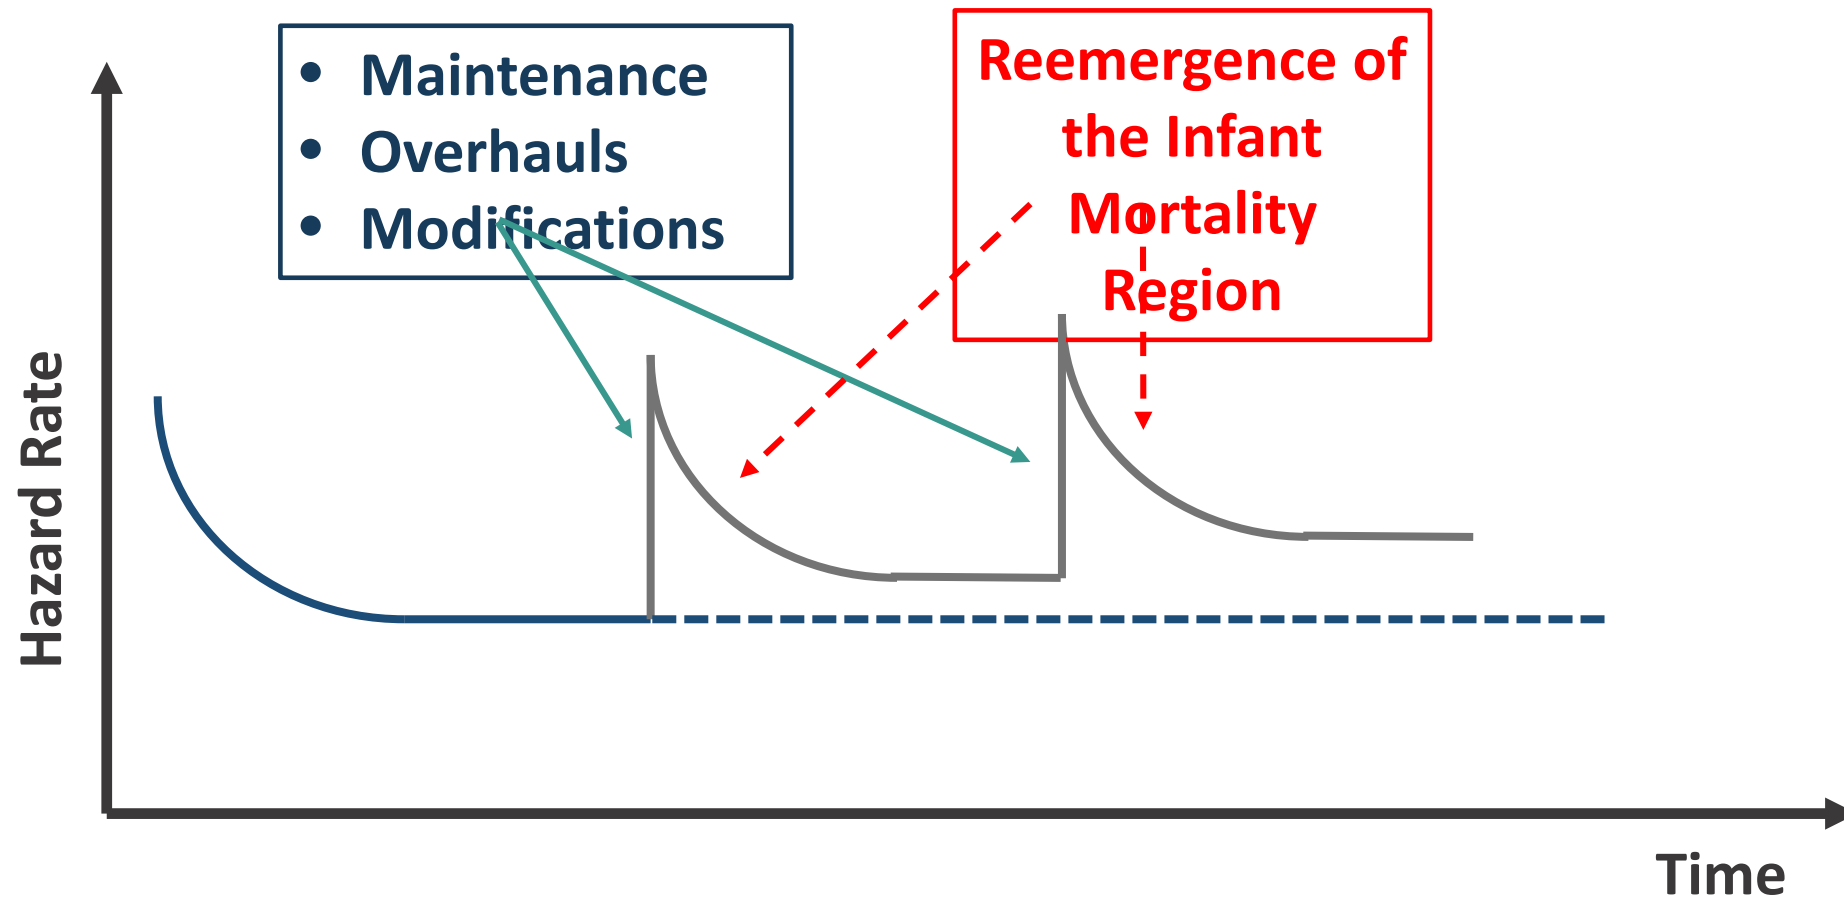 • Maintenance
• Overhauls
• Modifications
Reemergence of
the Infant
Mortality
Region
Hazard Rate
Time